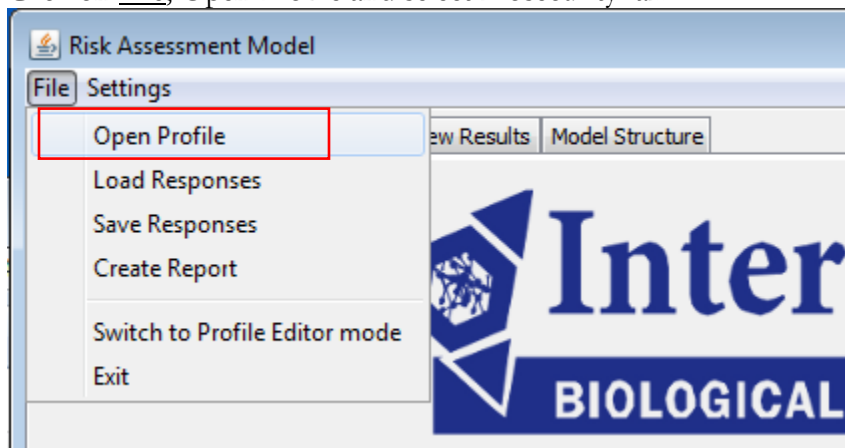 Risk Assessment Model
File Settings
Open Profile
ew Results Model Structure
Load Responses
Save Responses
Create Report
Switch to Profile Editor mode
Exit
Inter
BIOLOGICAL